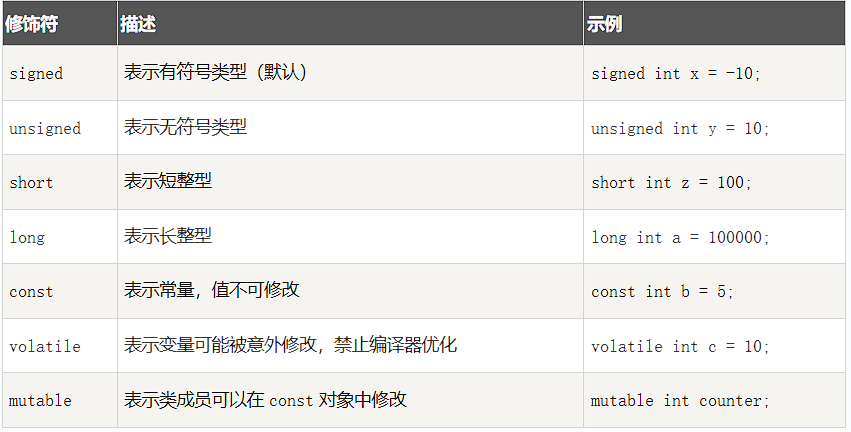 修饰符 描述 示例
signed 表示有符号类型（默认） signed int x = -10;
unsigned 表示无符号类型 unsigned int y = 10;
short 表示短整型 short int z = 100;
long 表示长整型 long int a = 100000;
const 表示常量，值不可修改 const int b = 5;
volatile 表示变量可能被意外修改，禁止编译器优化 volatile int c = 10;
mutable 表示类成员可以在 const 对象中修改 mutable int counter;